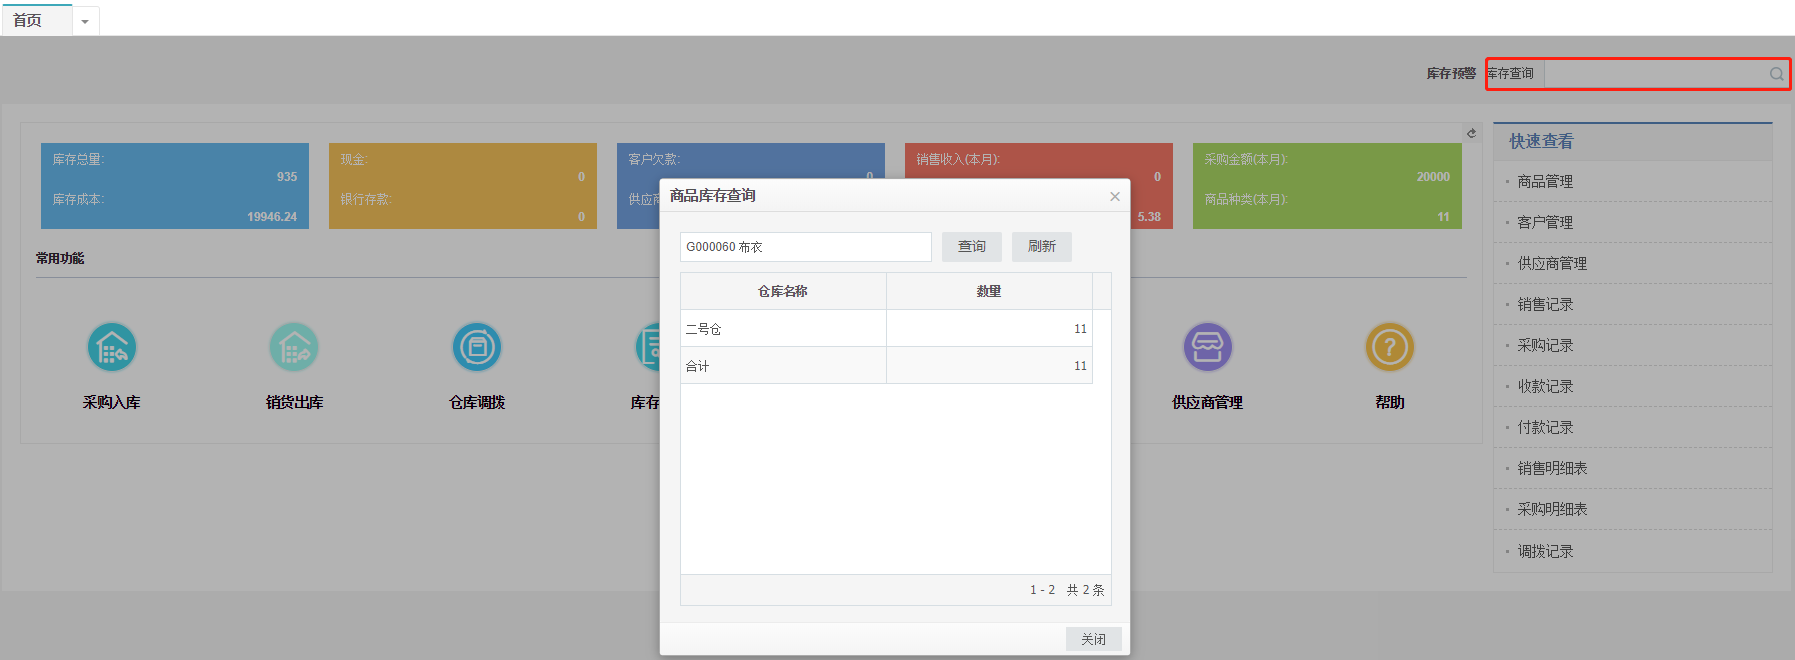 首页
库存预警 库存查询
库存总量:
935
库存成本:
19946.24
现金:
0
银行存款:
0
客户欠款:
0
供应商
销售收入(本月):
0
5.38
采购金额(本月):
20000
商品种类(本月):
11
常用功能
采购入库
销货出库
仓库调拨
库存
供应商管理
帮助
快速查看
商品管理
客户管理
供应商管理
销售记录
采购记录
收款记录
付款记录
销售明细表
采购明细表
调拨记录
商品库存查询
G000060 布衣 查询 刷新
仓库名称 数量
二号仓 11
合计 11
1 - 2 共 2 条
关闭